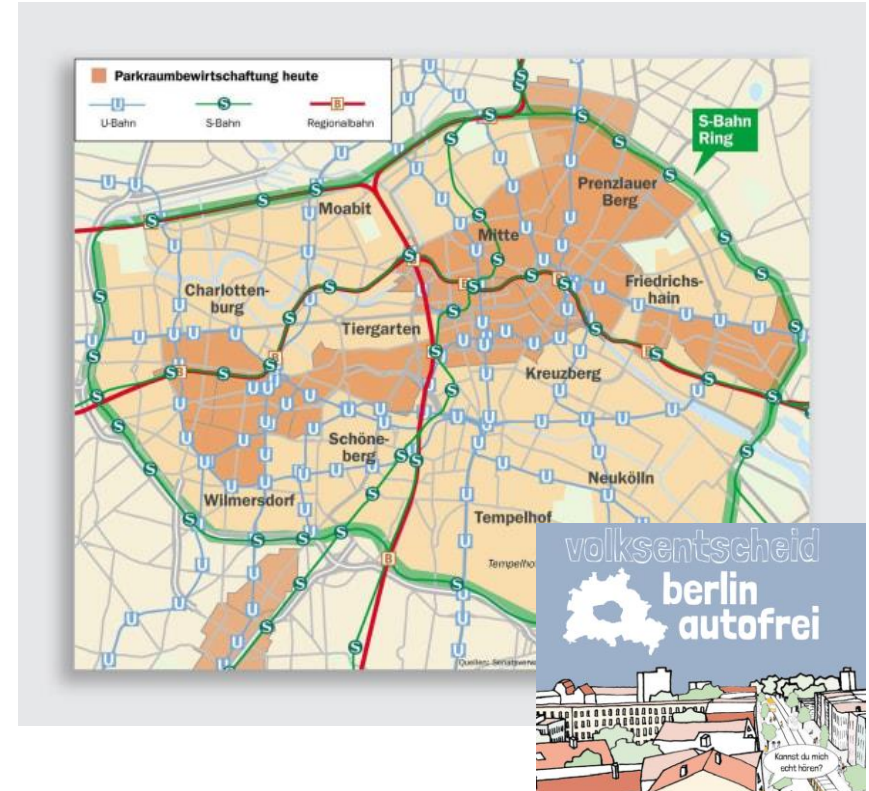 Parkraumbewirtschaftung heute
U U-Bahn
S S-Bahn
B Regionalbahn
S-Bahn
Ring
Prenzlauer
Berg
Moabit
Mitte
Charlotten-
burg
Friedrichs-
hain
Tiergarten
Kreuzberg
Schöne-
berg
Neukölln
Wilmersdorf
Tempelhof
volksentscheid
berlin
autofrei
Kannst du mich
echt hören?